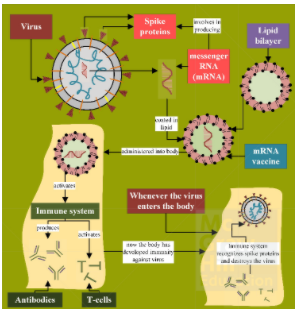 Virus
Spike
proteins
involves in
producing
messenger
RNA
(mRNA)
Lipid
bilayer
coated in
lipid
mRNA
vaccine
administered into body
activates
Immune system
produces
activates
Antibodies
T-cells
now the body has
developed immunity
against virus
Whenever the virus
enters the body
Immune system
recognizes spike proteins
and destroys the virus